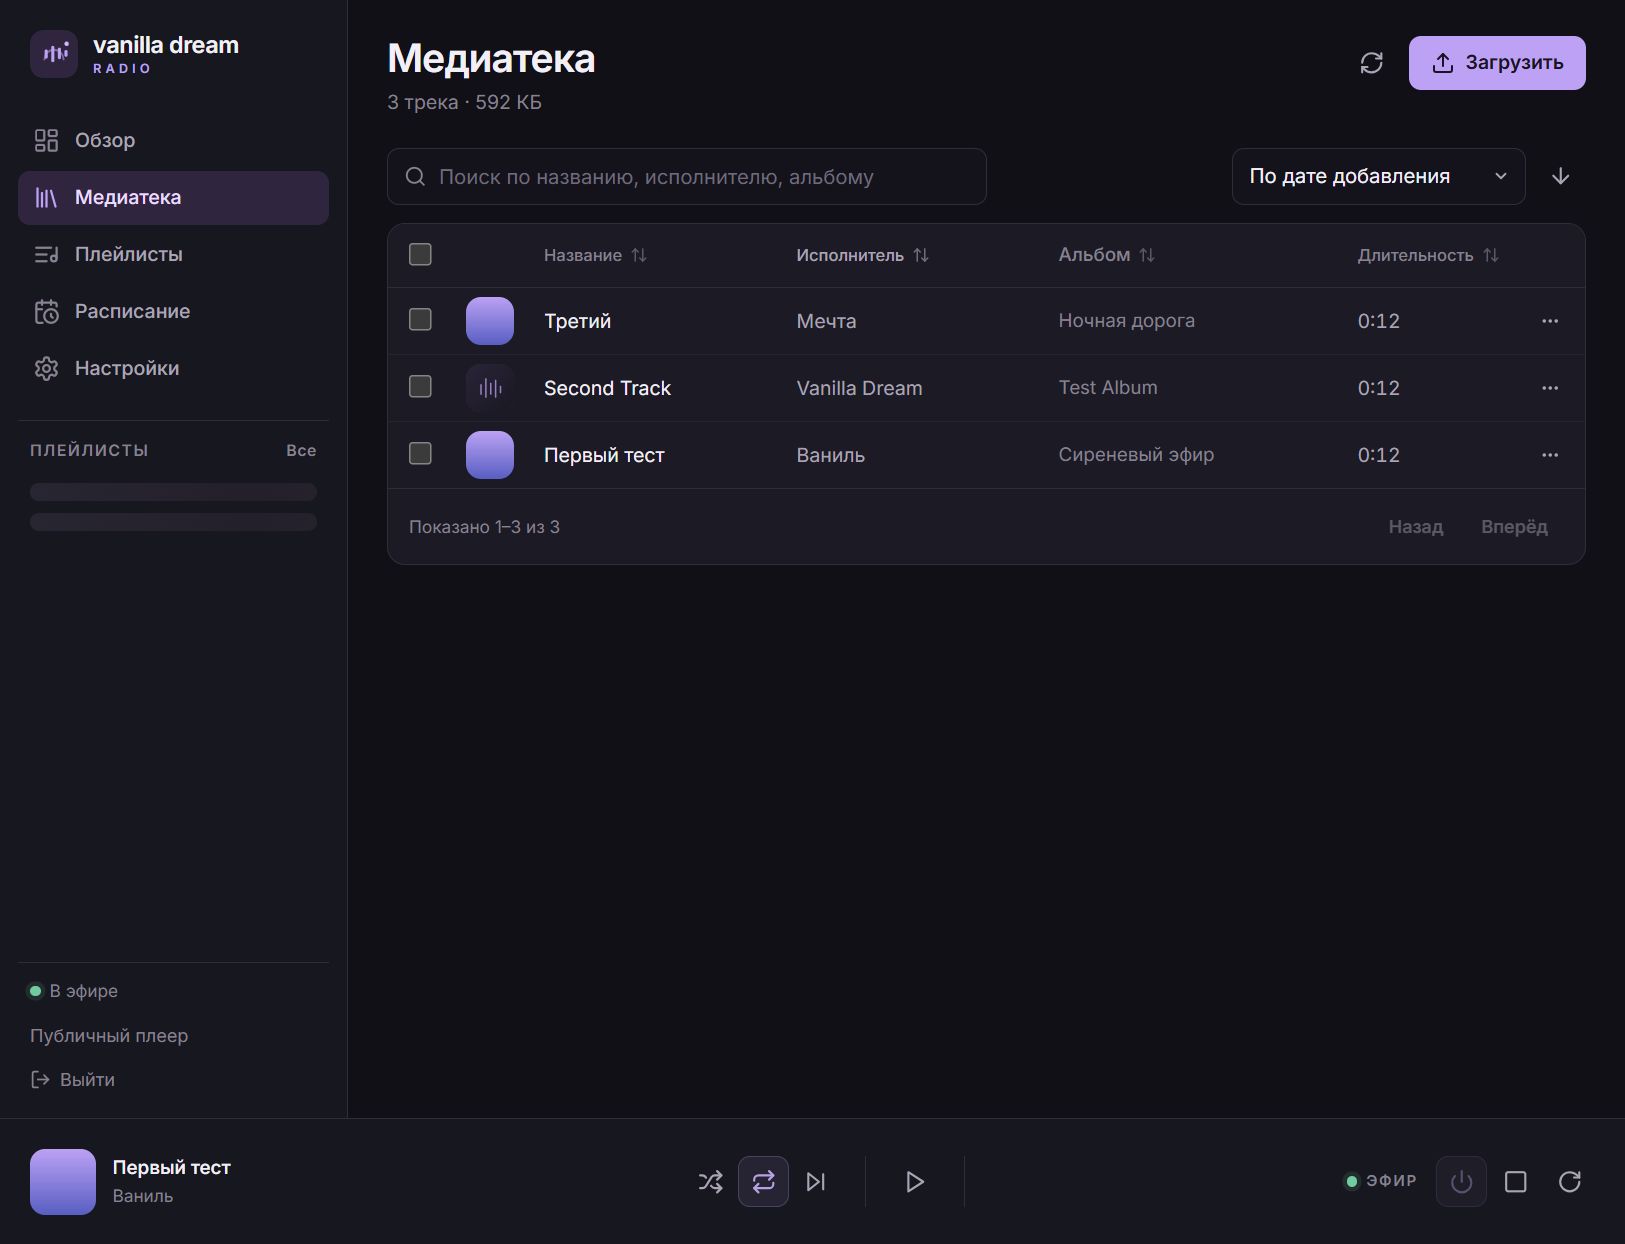 vanilla dream
RADIO
Обзор
Медиатека
Плейлисты
Расписание
Настройки
ПЛЕЙЛИСТЫ Все
В эфире
Публичный плеер
Выйти
Медиатека
3 трека · 592 КБ
Загрузить
Поиск по названию, исполнителю, альбому
По дате добавления
Название Исполнитель Альбом Длительность
Третий Мечта Ночная дорога 0:12
Second Track Vanilla Dream Test Album 0:12
Первый тест Ваниль Сиреневый эфир 0:12
Показано 1–3 из 3 Назад Вперёд
Первый тест
Ваниль
ЭФИР